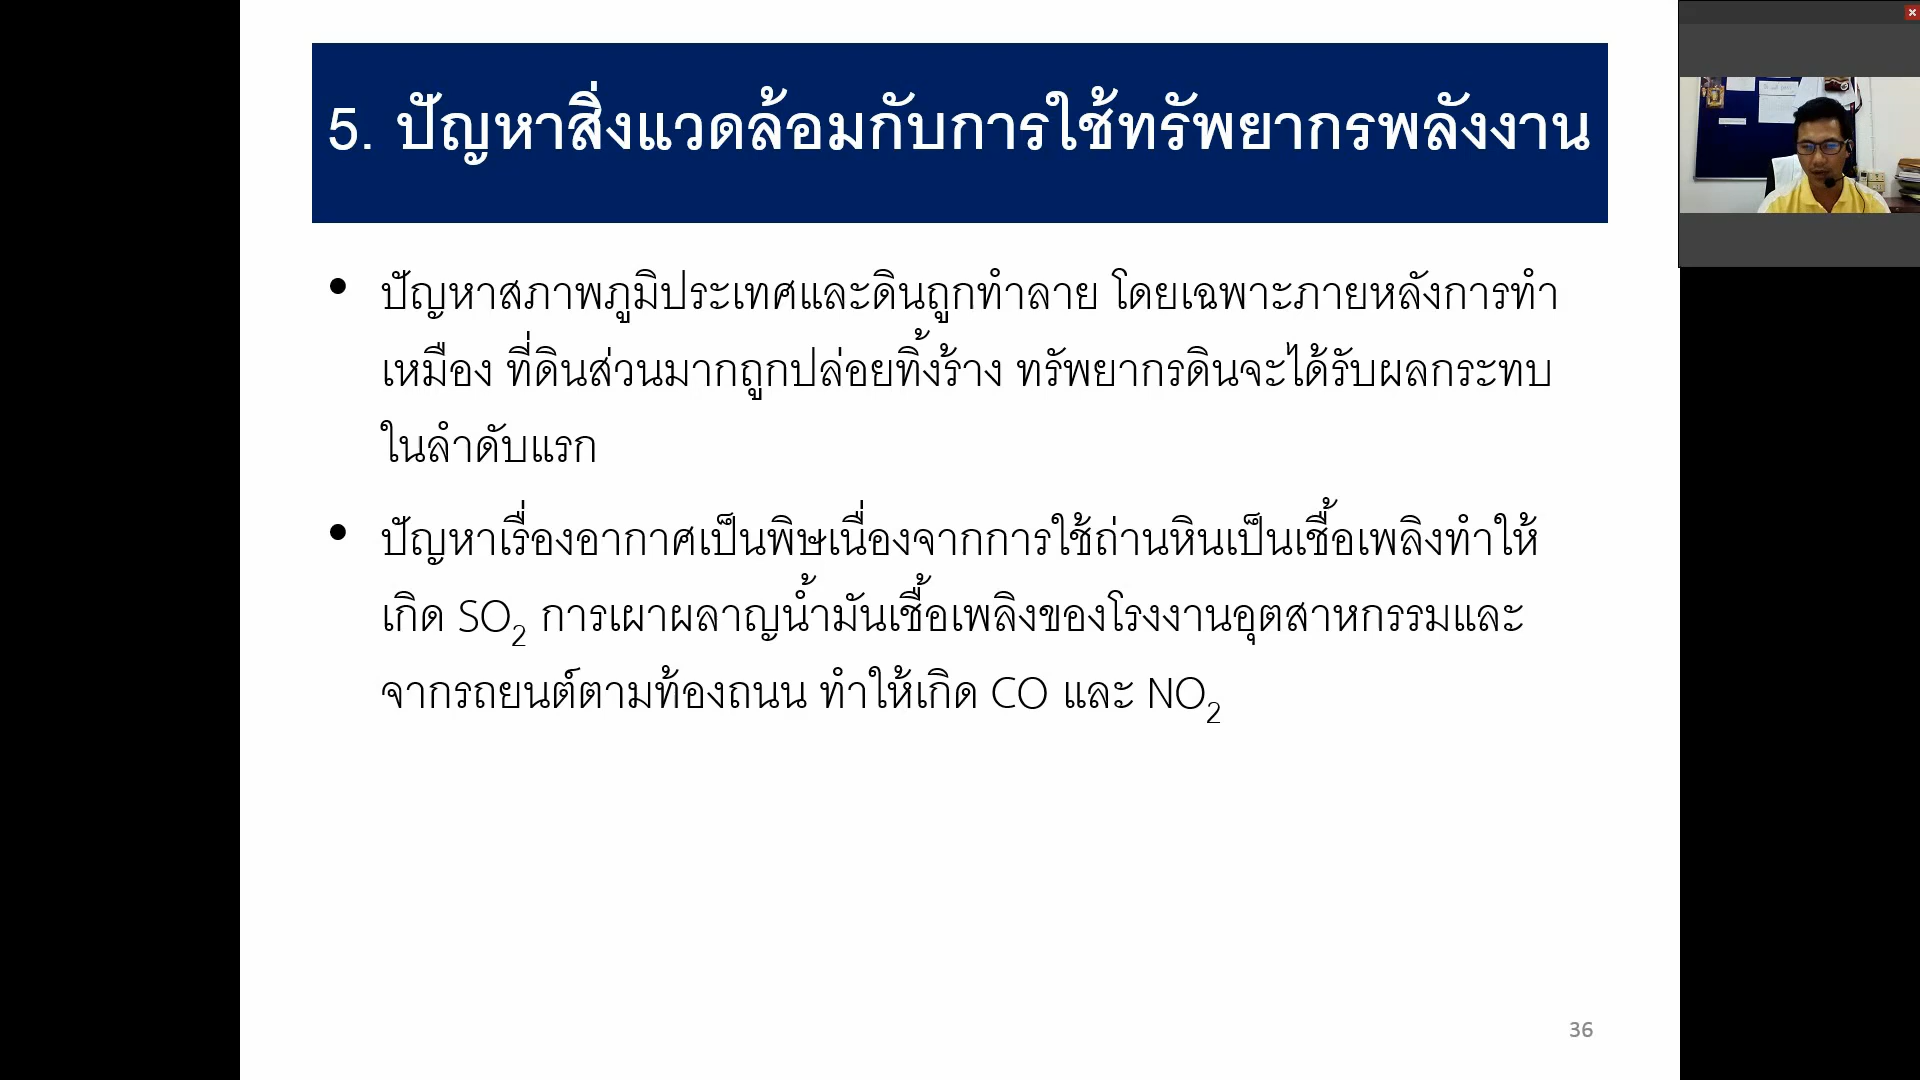 5. ปัญหาสิ่งแวดล้อมกับการใช้ทรัพยากรพลังงาน
• ปัญหาสภาพภูมิประเทศและดินถูกทำลาย โดยเฉพาะภายหลังการทำ
เหมือง ที่ดินส่วนมากถูกปล่อยทิ้งร้าง ทรัพยากรดินจะได้รับผลกระทบ
ในลำดับแรก
• ปัญหาเรื่องอากาศเป็นพิษเนื่องจากการใช้ถ่านหินเป็นเชื้อเพลิงทำให้
เกิด SO₂ การเผาผลาญน้ำมันเชื้อเพลิงของโรงงานอุตสาหกรรมและ
จากรถยนต์ตามท้องถนน ทำให้เกิด CO และ NO₂
36